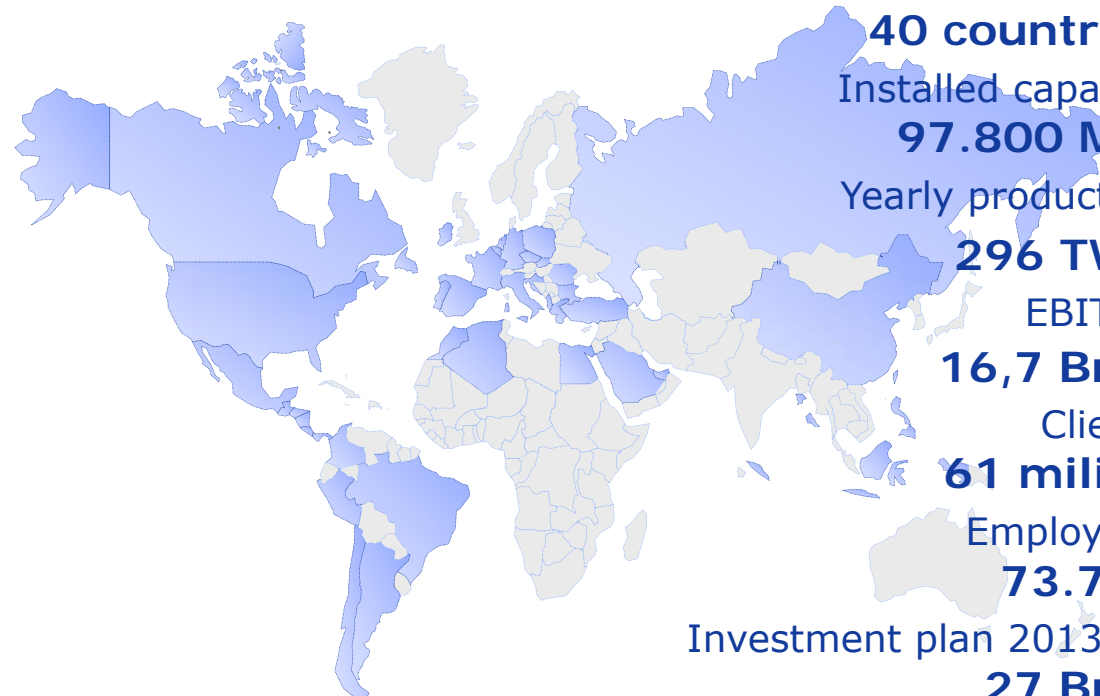 40 countr
Installed capa
97.800 M
Yearly product
296 TW
EBIT
16,7 Br
Clie
61 mili
Employ
73.7
Investment plan 2013
27 Br